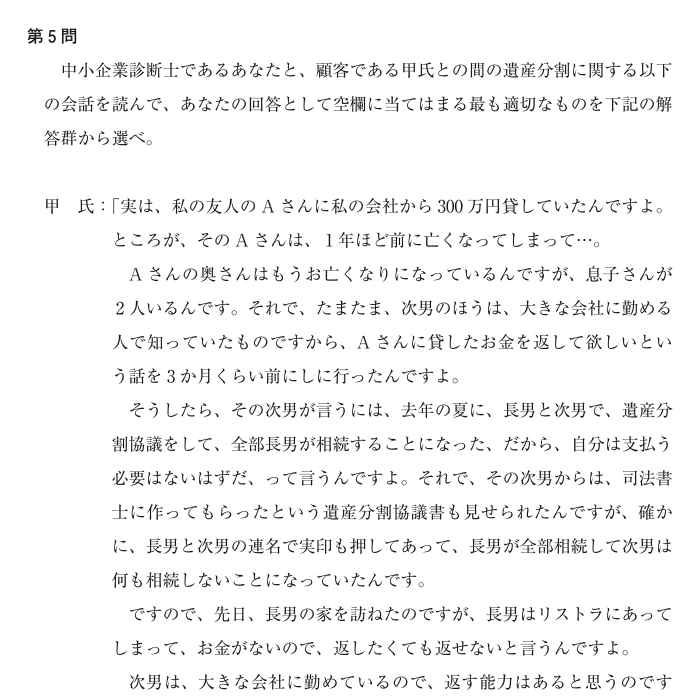 第5問
中小企業診断士であるあなたと、顧客である甲氏との間の遺産分割に関する以下
の会話を読んで、あなたの回答として空欄に当てはまる最も適切なものを下記の解
答群から選べ。
甲 氏:「実は、私の友人のAさんに私の会社から300万円貸していたんですよ。
ところが、そのAさんは、1年ほど前に亡くなってしまって…。
Aさんの奥さんはもうお亡くなりになっているんですが、息子さんが
2人いるんです。それで、たまたま、次男のほうは、大きな会社に勤める
人で知っていたものですから、Aさんに貸したお金を返して欲しいとい
う話を3か月くらい前にしに行ったんですよ。
そうしたら、その次男が言うには、去年の夏に、長男と次男で、遺産分
割協議をして、全部長男が相続することになった、だから、自分は支払う
必要はないはずだ、って言うんですよ。それで、その次男からは、司法書
士に作ってもらったという遺産分割協議書も見せられたんですが、確か
に、長男と次男の連名で実印も押してあって、長男が全部相続して次男は
何も相続しないことになっていたんです。
ですので、先日、長男の家を訪ねたのですが、長男はリストラにあって
しまって、お金がないので、返したくても返せないと言うんですよ。
次男は、大きな会社に勤めているので、返す能力はあると思うのです